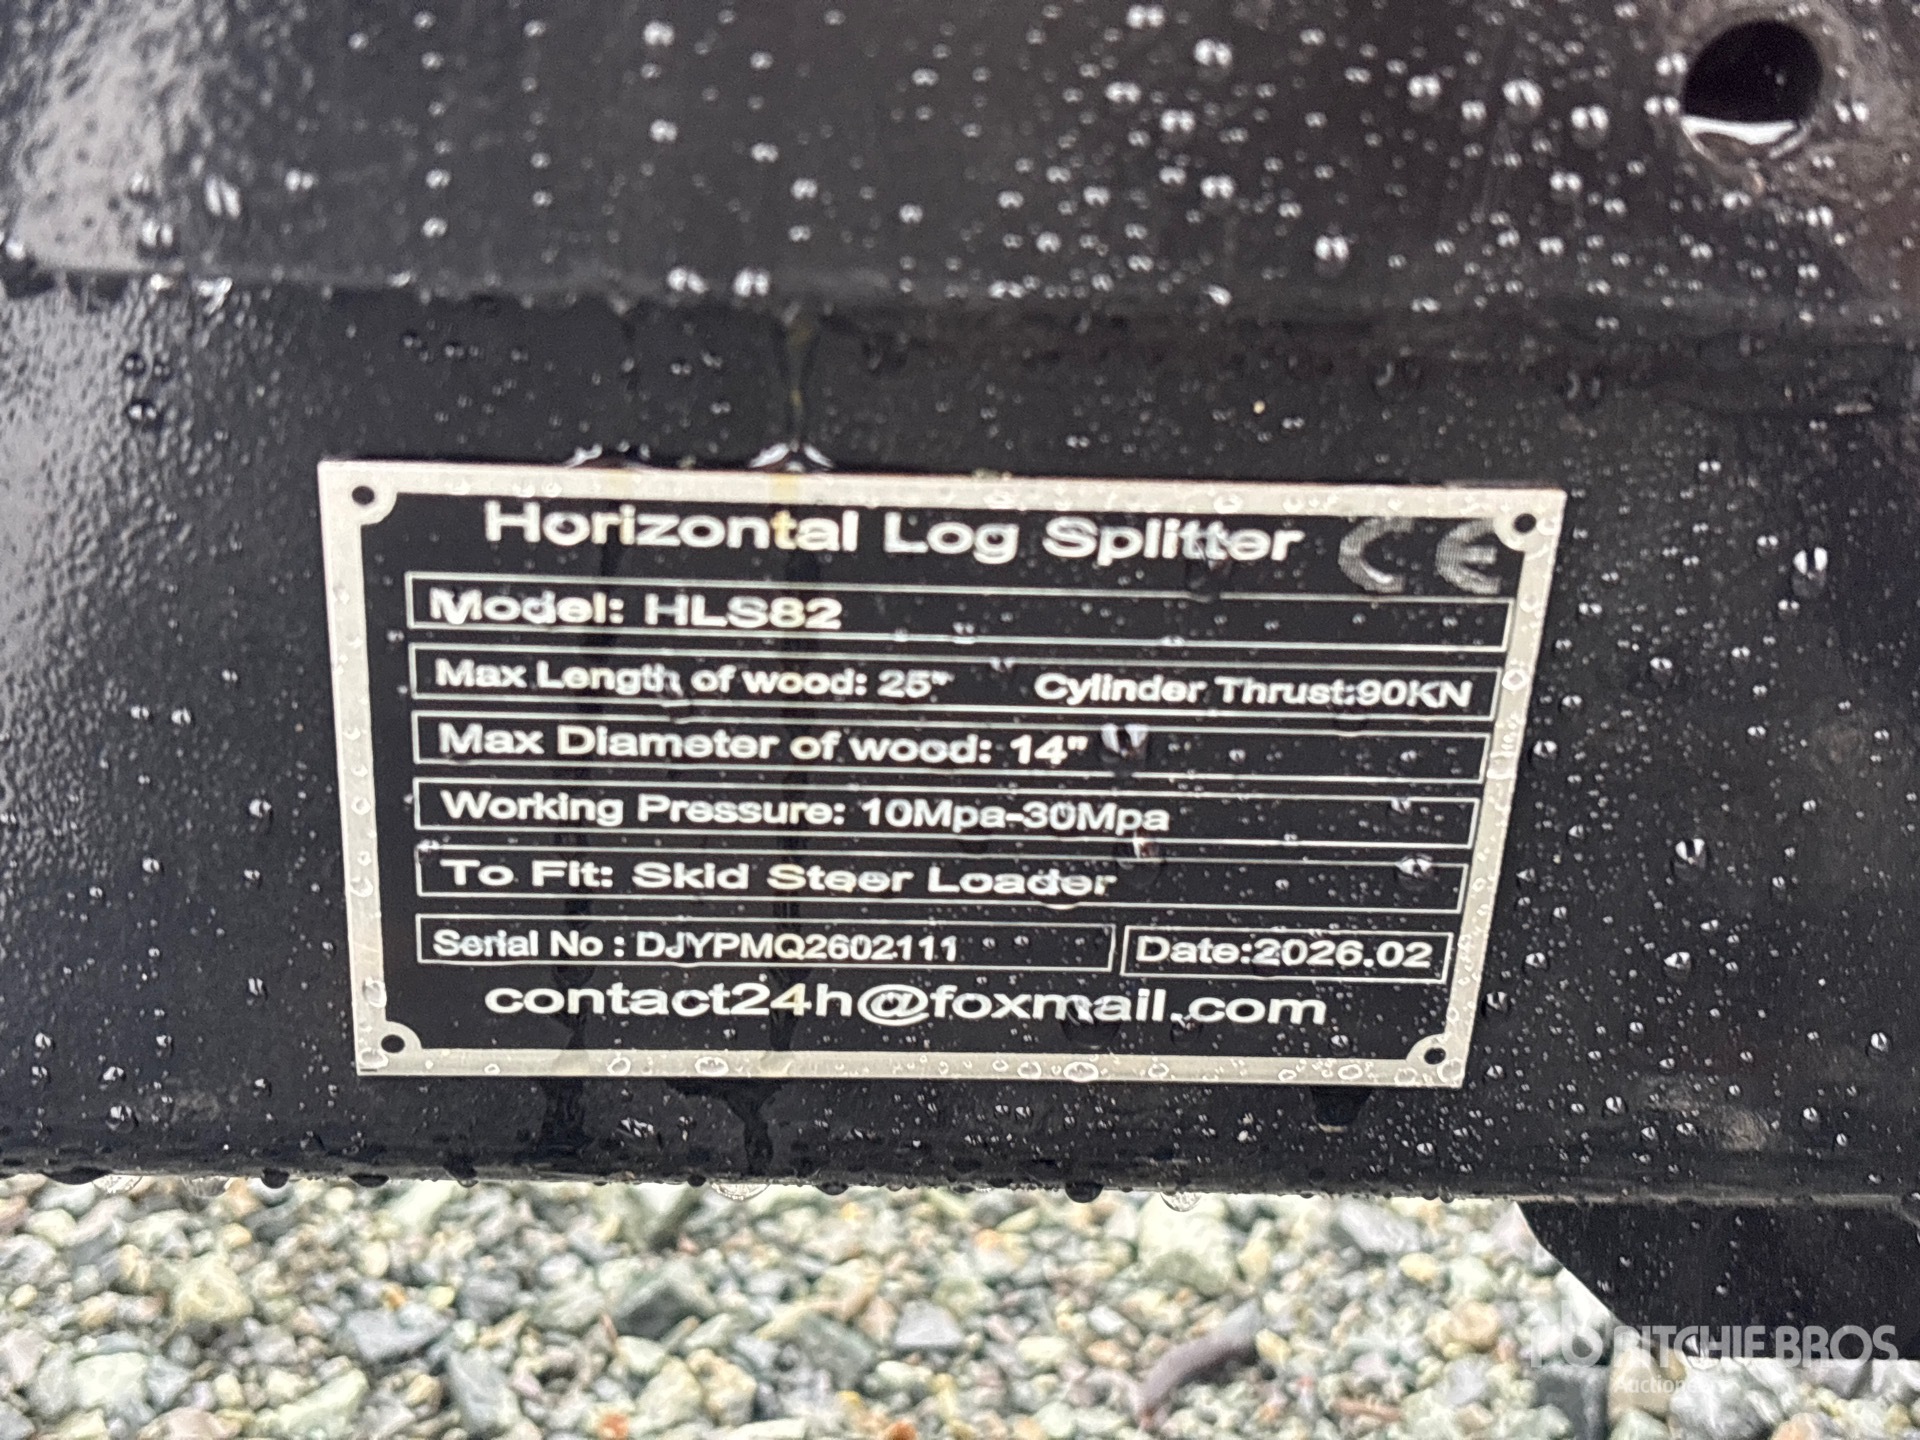 Horizontal Log Splitter CE
Model: HLS82
Max Length of wood: 25" Cylinder Thrust:90KN
Max Diameter of wood: 14"
Working Pressure: 10Mpa-30Mpa
To Fit: Skid Steer Loader
Serial No : DJYPMQ2602111 Date:2026.02
contact24h@foxmail.com
RITCHIE BROS
Auctioneers